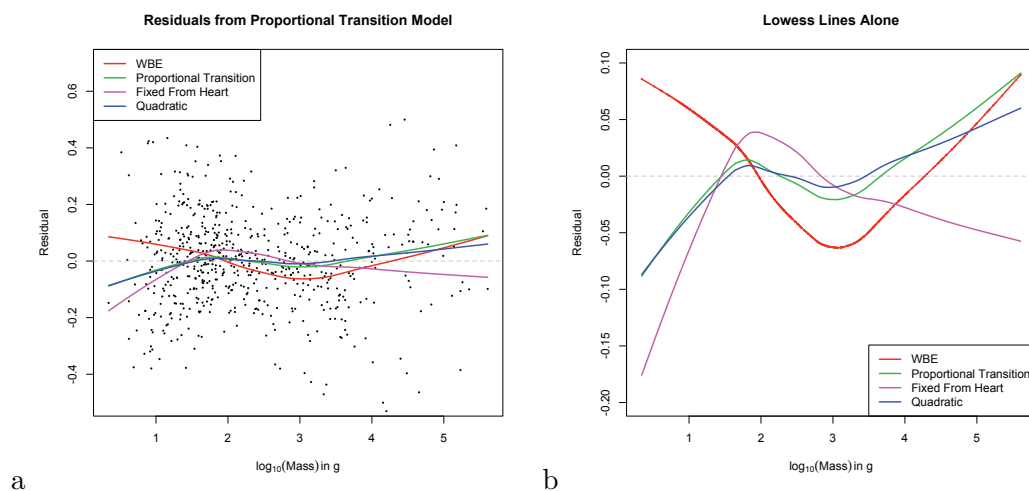 Residuals from Proportional Transition Model
WBE
Proportional Transition
Fixed From Heart
Quadratic
0.6
0.4
0.2
0.0
-0.2
-0.4
Residual
1 2 3 4 5
log10(Mass) in g
a
Lowess Lines Alone
0.10
0.05
0.00
-0.05
-0.10
-0.15
-0.20
Residual
WBE
Proportional Transition
Fixed From Heart
Quadratic
1 2 3 4 5
log10(Mass) in g
b